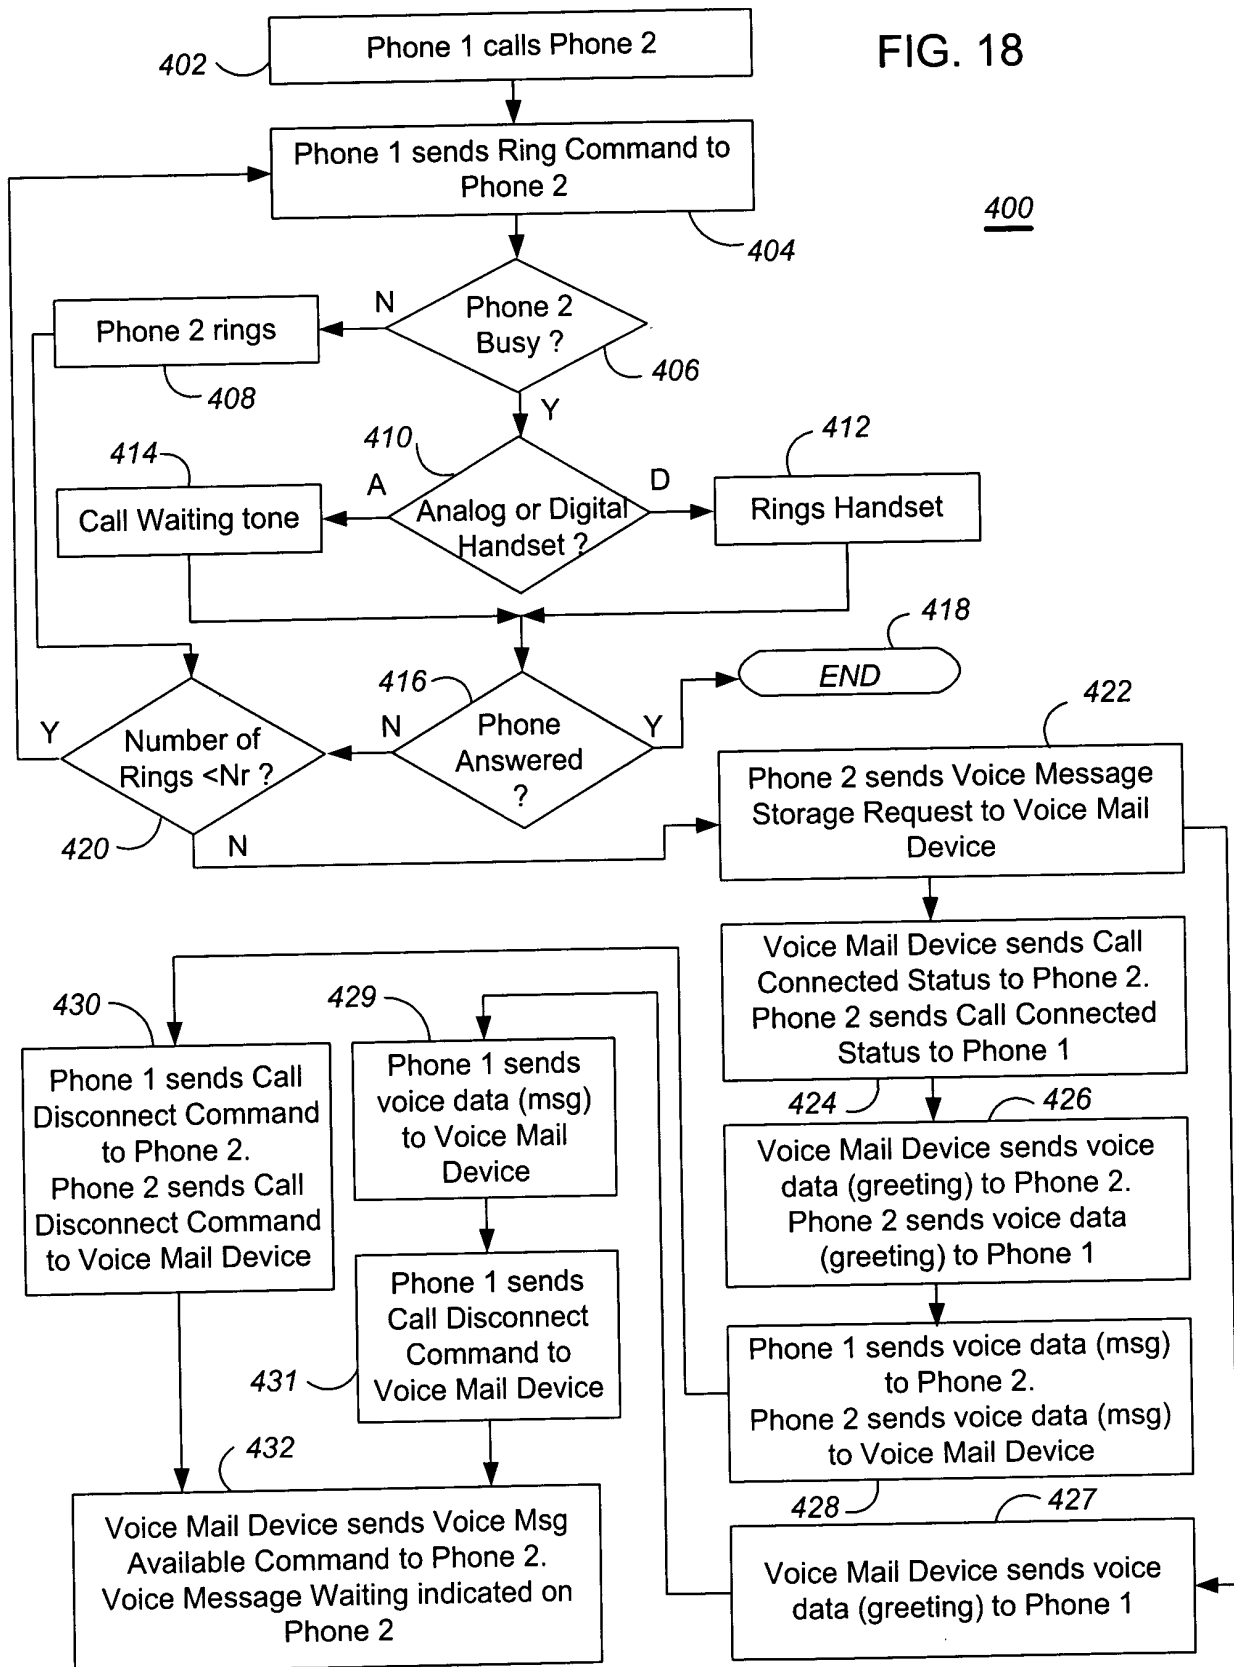 FIG. 18
400
Phone 1 calls Phone 2
402
Phone 1 sends Ring Command to
Phone 2
404
Phone 2
Busy ?
406
N
Y
Phone 2 rings
408
410
Analog or Digital
Handset ?
A
D
412
Rings Handset
414
Call Waiting tone
416
Phone
Answered
?
N
Y
418
END
Number of
Rings <Nr ?
Y
N
420
422
Phone 2 sends Voice Message
Storage Request to Voice Mail
Device
Voice Mail Device sends Call
Connected Status to Phone 2.
Phone 2 sends Call Connected
Status to Phone 1
424
426
Voice Mail Device sends voice
data (greeting) to Phone 2.
Phone 2 sends voice data
(greeting) to Phone 1
Phone 1 sends voice data (msg)
to Phone 2.
Phone 2 sends voice data (msg)
to Voice Mail Device
428
427
Voice Mail Device sends voice
data (greeting) to Phone 1
429
Phone 1 sends
voice data (msg)
to Voice Mail
Device
430
Phone 1 sends Call
Disconnect Command
to Phone 2.
Phone 2 sends Call
Disconnect Command
to Voice Mail Device
Phone 1 sends
Call Disconnect
Command to
Voice Mail Device
431
432
Voice Mail Device sends Voice Msg
Available Command to Phone 2.
Voice Message Waiting indicated on
Phone 2